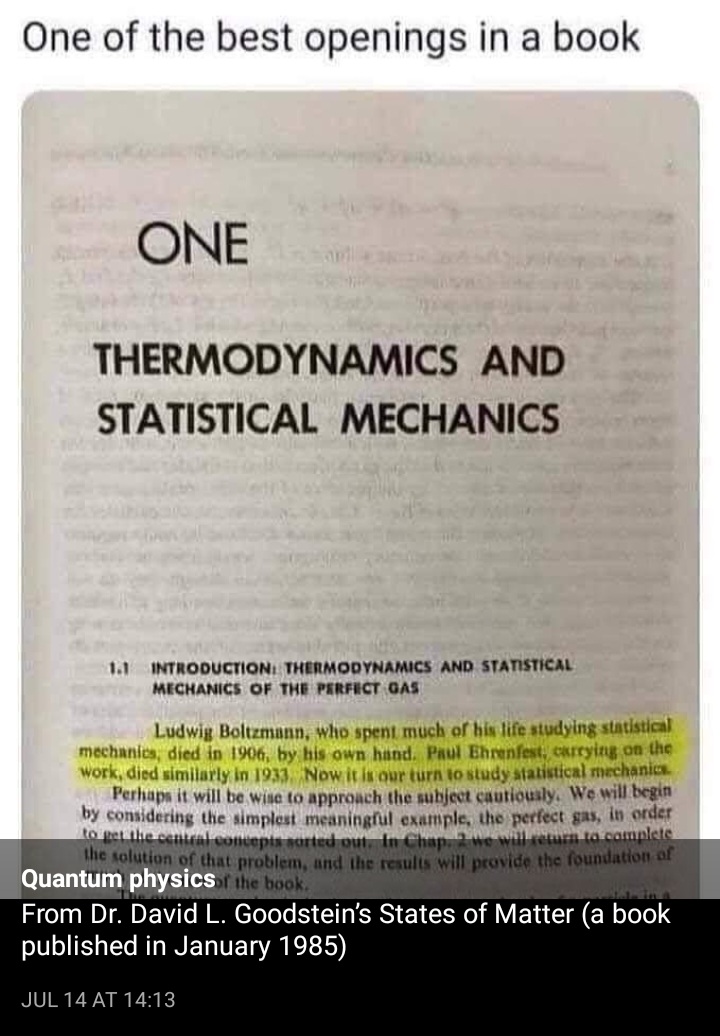 One of the best openings in a book
ONE
THERMODYNAMICS AND
STATISTICAL MECHANICS
1.1 INTRODUCTION: THERMODYNAMICS AND STATISTICAL
MECHANICS OF THE PERFECT GAS
Ludwig Boltzmann, who spent much of his life studying statistical
mechanics, died in 1906, by his own hand. Paul Ehrenfest, carrying on the
work, died similarly in 1933. Now it is our turn to study statistical mechanics.
Perhaps it will be wise to approach the subject cautiously. We will begin
by considering the simplest meaningful example, the perfect gas, in order
to get the central concepts sorted out. In Chap. 2 we will return to complete
the solution of that problem, and the results will provide the foundation of
of the book.
Quantum physics
From Dr. David L. Goodstein's States of Matter (a book
published in January 1985)
JUL 14 AT 14:13